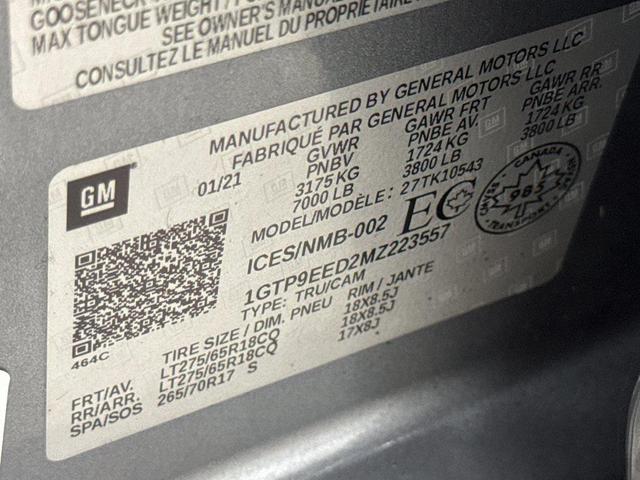 GOOSENECK
MAX TONGUE WEIGHT /
SEE OWNER'S MANUAL
CONSULTEZ LE MANUEL DU PROPRIÉTAIRE
MANUFACTURED BY GENERAL MOTORS LLC
FABRIQUÉ PAR GENERAL MOTORS LLC
GM
01/21
GVWR GAWR FRT GAWR RR
PNBV PNBE AV. PNBE ARR.
3175 KG 1724 KG 1724 KG
7000 LB 3800 LB 3800 LB
MODEL/MODÈLE: 27TK10543
ICES/NMB-002 EC
CANADA
985
TRANSPORT
1GTP9EED2MZ223557
TYPE: TRU/CAM
464C
TIRE SIZE / DIM. PNEU RIM / JANTE
FRT/AV. LT275/65R18CQ 18X8.5J
RR/ARR. LT275/65R18CQ 18X8.5J
SPA/SOS 265/70R17 S 17X8J